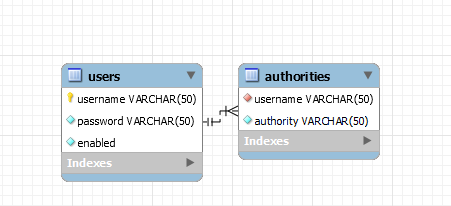 users
username VARCHAR(50)
password VARCHAR(50)
enabled
Indexes
authorities
username VARCHAR(50)
authority VARCHAR(50)
Indexes